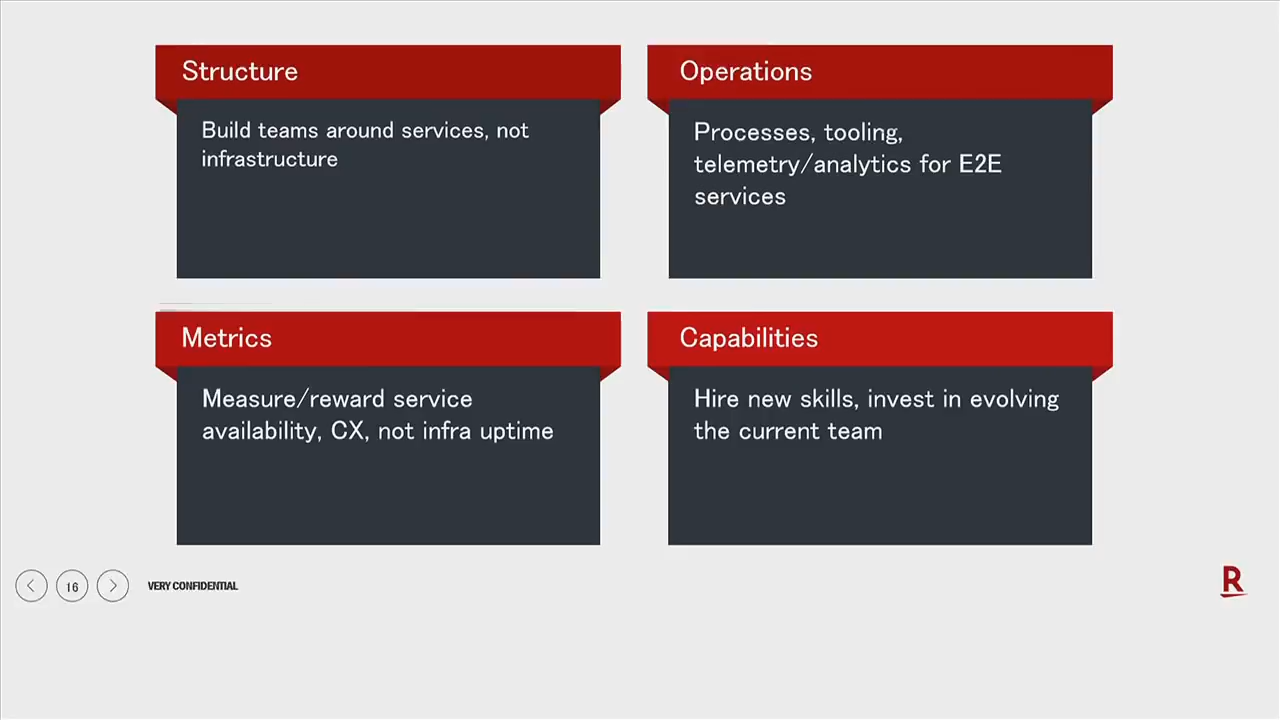 Structure
Build teams around services, not
infrastructure
Operations
Processes, tooling,
telemetry/analytics for E2E
services
Metrics
Measure/reward service
availability, CX, not infra uptime
Capabilities
Hire new skills, invest in evolving
the current team
16
VERY CONFIDENTIAL
R